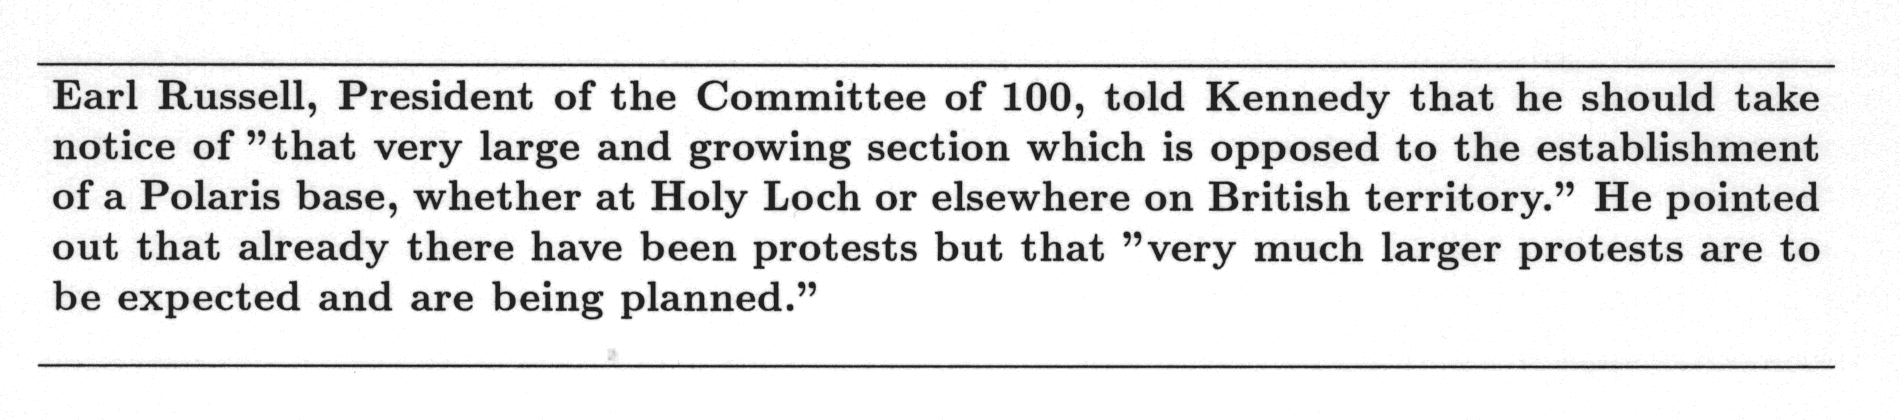 Earl Russell, President of the Committee of 100, told Kennedy that he should take
notice of ”that very large and growing section which is opposed to the establishment
of a Polaris base, whether at Holy Loch or elsewhere on British territory.” He pointed
out that already there have been protests but that ”very much larger protests are to
be expected and are being planned.”